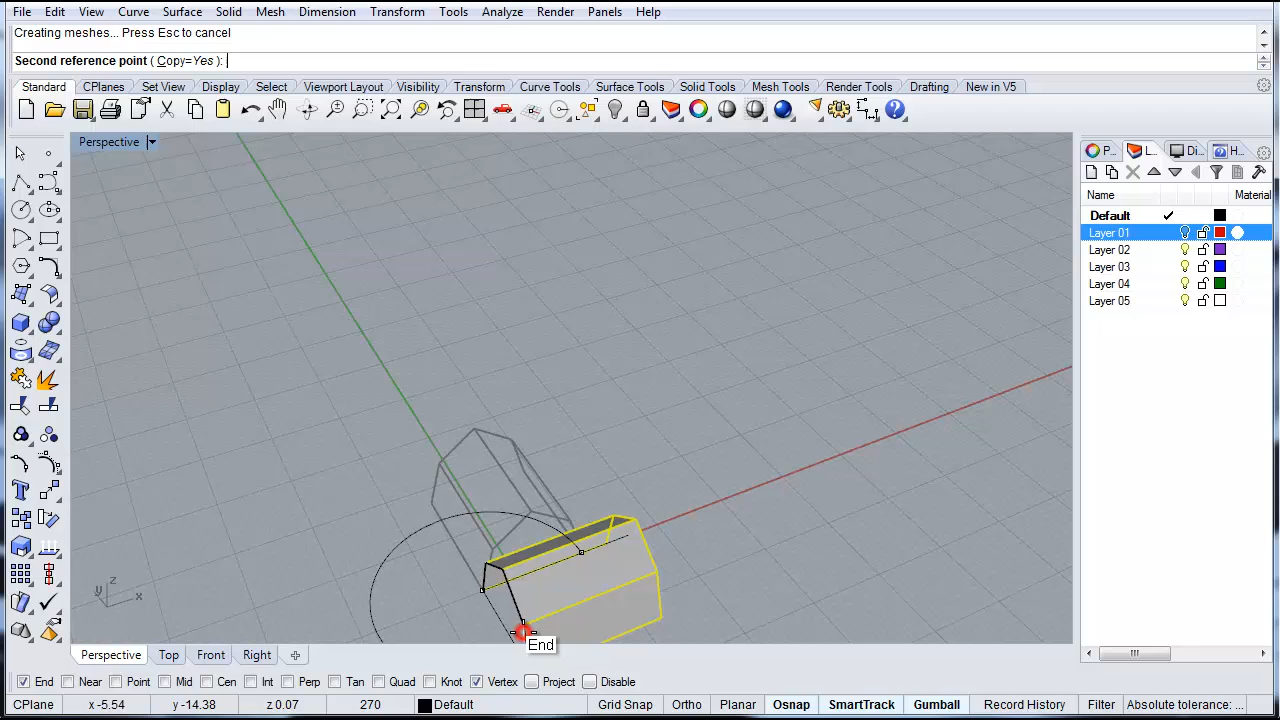 File Edit View Curve Surface Solid Mesh Dimension Transform Tools Analyze Render Panels Help
Creating meshes... Press Esc to cancel
Second reference point ( Copy=Yes ):
Standard CPlanes Set View Display Select Viewport Layout Visibility Transform Curve Tools Surface Tools Solid Tools Mesh Tools Render Tools Drafting New in V5
Perspective
P... L... Di... H...
Name Material
Default
Layer 01
Layer 02
Layer 03
Layer 04
Layer 05
z
y
x
End
Perspective Top Front Right
End Near Point Mid Cen Int Perp Tan Quad Knot Vertex Project Disable
CPlane x -5.54 y -14.38 z 0.07 270 Default Grid Snap Ortho Planar Osnap SmartTrack Gumball Record History Filter Absolute tolerance: ...